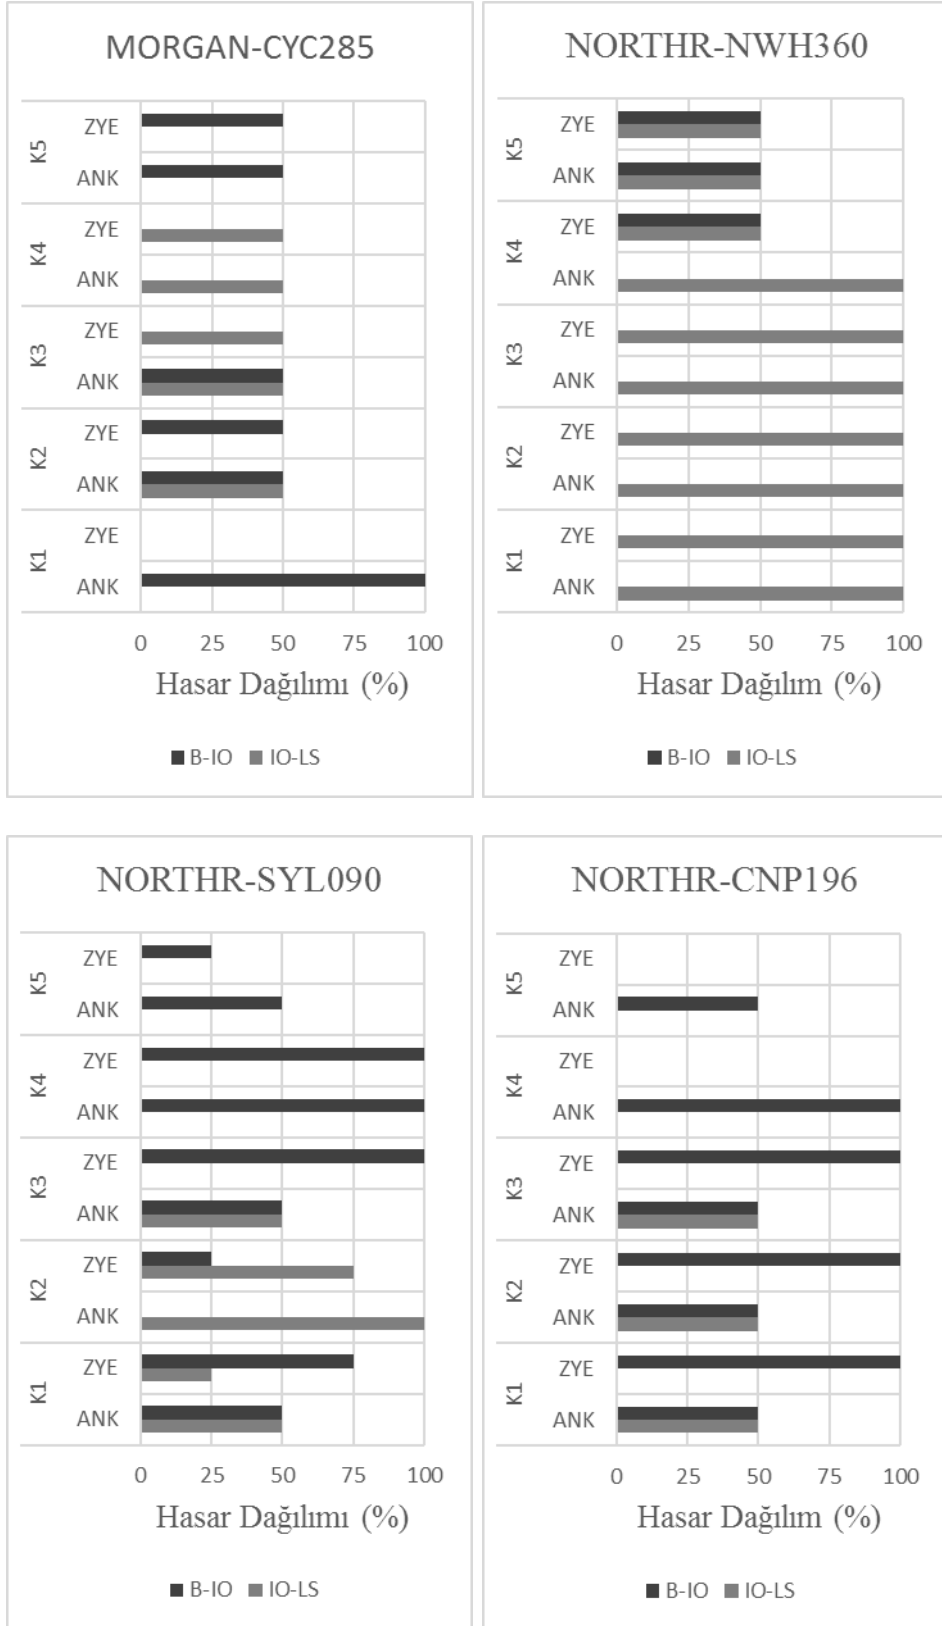 MORGAN-CYC285
K5
ZYE
ANK
K4
ZYE
ANK
K3
ZYE
ANK
K2
ZYE
ANK
K1
ZYE
ANK
0 25 50 75 100
Hasar Dağılımı (%)
B-IO IO-LS
NORTHR-NWH360
K5
ZYE
ANK
K4
ZYE
ANK
K3
ZYE
ANK
K2
ZYE
ANK
K1
ZYE
ANK
0 25 50 75 100
Hasar Dağılım (%)
B-IO IO-LS
NORTHR-SYL090
K5
ZYE
ANK
K4
ZYE
ANK
K3
ZYE
ANK
K2
ZYE
ANK
K1
ZYE
ANK
0 25 50 75 100
Hasar Dağılımı (%)
B-IO IO-LS
NORTHR-CNP196
K5
ZYE
ANK
K4
ZYE
ANK
K3
ZYE
ANK
K2
ZYE
ANK
K1
ZYE
ANK
0 25 50 75 100
Hasar Dağılım (%)
B-IO IO-LS